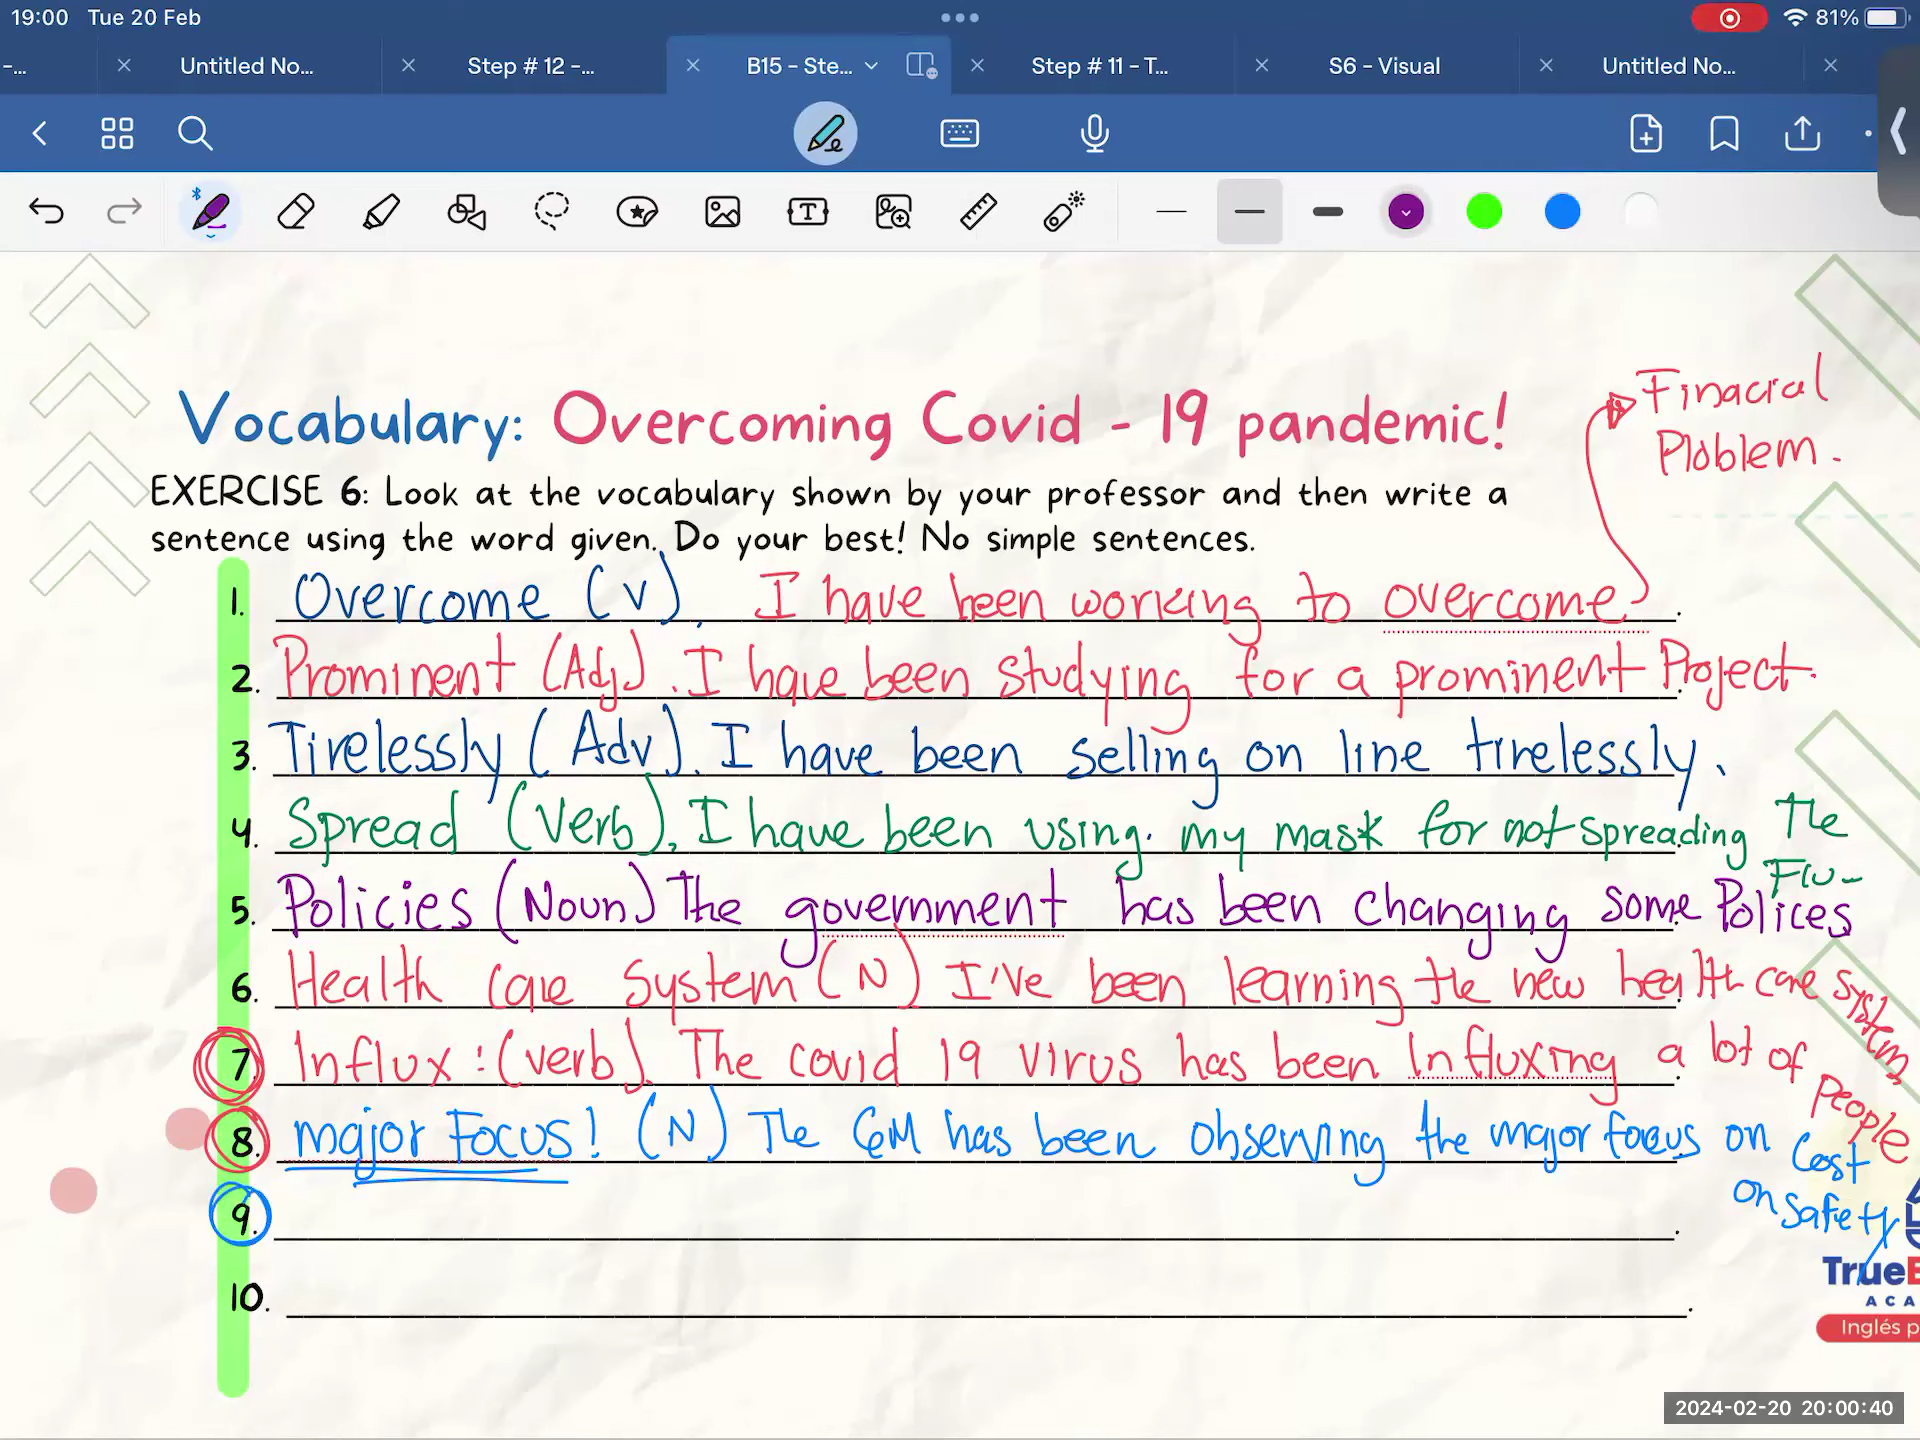 19:00 Tue 20 Feb
81%
-...
Untitled No...
Step # 12 -...
B15 - Ste...
Step # 11 - T...
S6 - Visual
Untitled No...
Vocabulary: Overcoming Covid - 19 pandemic!
Finacial
Problem.
EXERCISE 6: Look at the vocabulary shown by your professor and then write a
sentence using the word given. Do your best! No simple sentences.
1. Overcome (v). I have been working to overcome.
2. Prominent (Adj). I have been studying for a prominent Project.
3. Tirelessly (Adv). I have been selling on line tirelessly.
4. Spread (Verb). I have been using my mask for not spreading The
Flu-
5. Policies (Noun) The government has been changing some Polices
6. Health care System (N) I've been learning the new health care system.
7. Influx : (verb). The covid 19 virus has been Influxing a lot of
People
8. major Focus! (N) The GM has been observing the major focus on
Cost
on safety
9.
10.
TrueE
ACA
Inglés p
2024-02-20 20:00:40